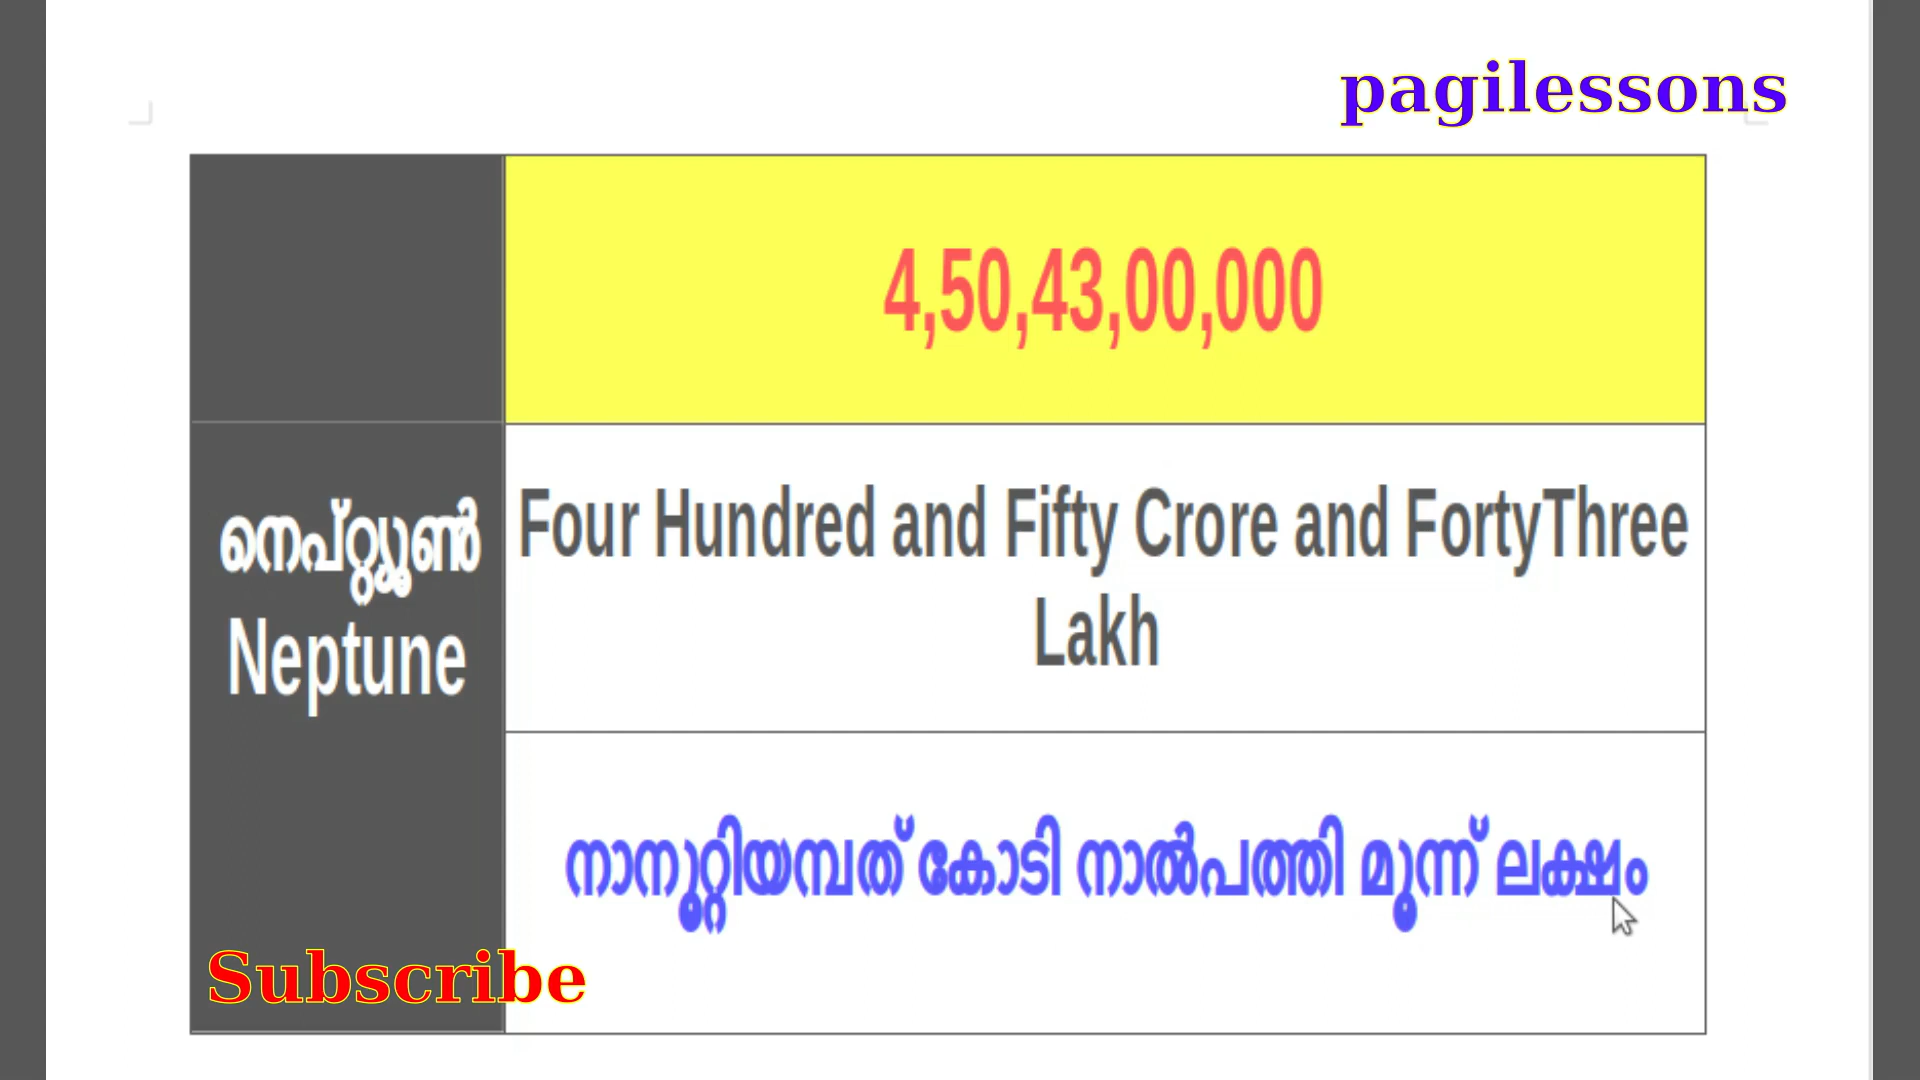 pagilessons
4,50,43,00,000
നെപ്റ്റ്യൂൺ
Neptune
Four Hundred and Fifty Crore and FortyThree
Lakh
നാനൂറ്റിയമ്പത് കോടി നാൽപത്തി മൂന്ന് ലക്ഷം
Subscribe